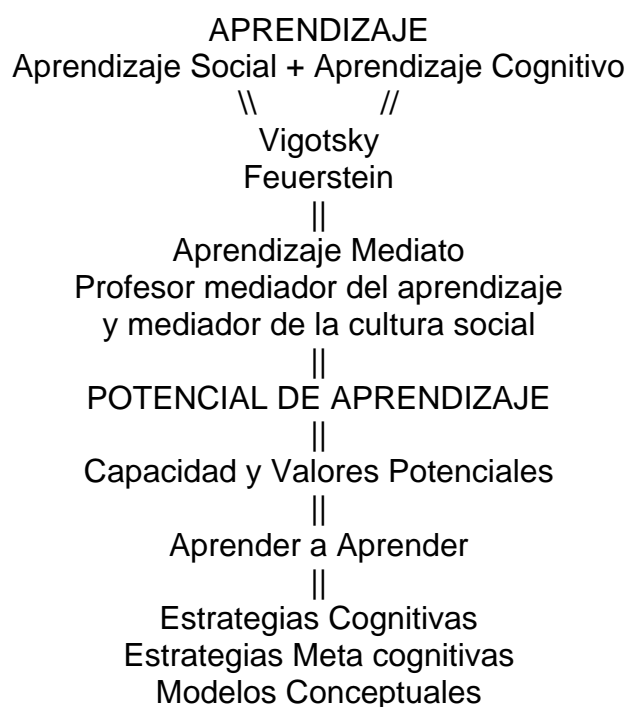 APRENDIZAJE
Aprendizaje Social + Aprendizaje Cognitivo
\\ //
Vigotsky
Feuerstein
||
Aprendizaje Mediato
Profesor mediador del aprendizaje
y mediador de la cultura social
||
POTENCIAL DE APRENDIZAJE
||
Capacidad y Valores Potenciales
||
Aprender a Aprender
||
Estrategias Cognitivas
Estrategias Meta cognitivas
Modelos Conceptuales